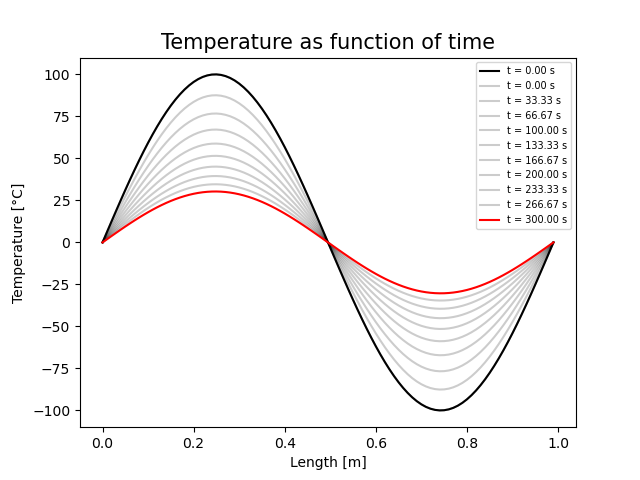 Temperature as function of time
t = 0.00 s
t = 0.00 s
t = 33.33 s
t = 66.67 s
t = 100.00 s
t = 133.33 s
t = 166.67 s
t = 200.00 s
t = 233.33 s
t = 266.67 s
t = 300.00 s
Temperature [°C]
100
75
50
25
0
−25
−50
−75
−100
0.0 0.2 0.4 0.6 0.8 1.0
Length [m]